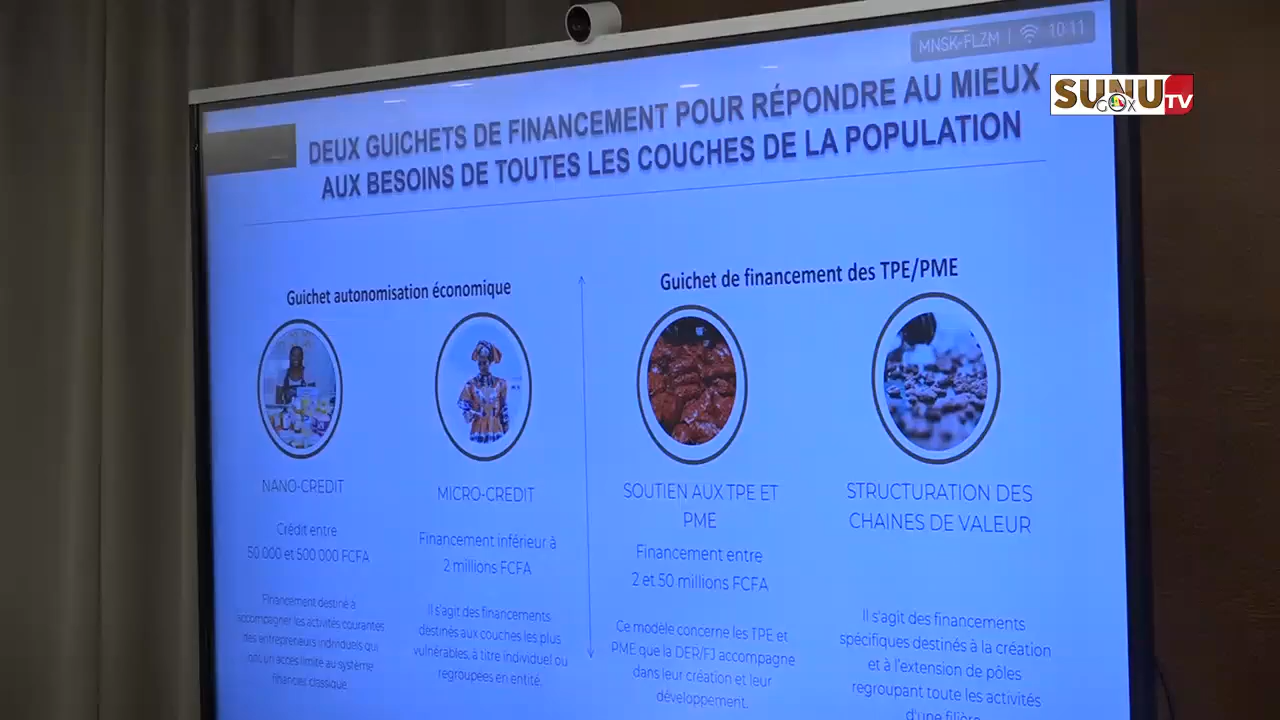 MNSK-FLZM | 10:11
SUNU
GOX
TV
DEUX GUICHETS DE FINANCEMENT POUR RÉPONDRE AU MIEUX
AUX BESOINS DE TOUTES LES COUCHES DE LA POPULATION
Guichet autonomisation économique
NANO-CREDIT
Crédit entre
50 000 et 500 000 FCFA
Financement destiné à
accompagner les activités courantes
des entrepreneurs individuels qui
ont un accès limité au système
financier classique.
MICRO-CREDIT
Financement inférieur à
2 millions FCFA
Il s'agit des financements
destinés aux couches les plus
vulnérables, à titre individuel ou
regroupées en entité.
Guichet de financement des TPE/PME
SOUTIEN AUX TPE ET
PME
Financement entre
2 et 50 millions FCFA
Ce modèle concerne les TPE et
PME que la DER/FJ accompagne
dans leur création et leur
développement.
STRUCTURATION DES
CHAINES DE VALEUR
Il s'agit des financements
spécifiques destinés à la création
et à l'extension de pôles
regroupant toute les activités
d'une filière